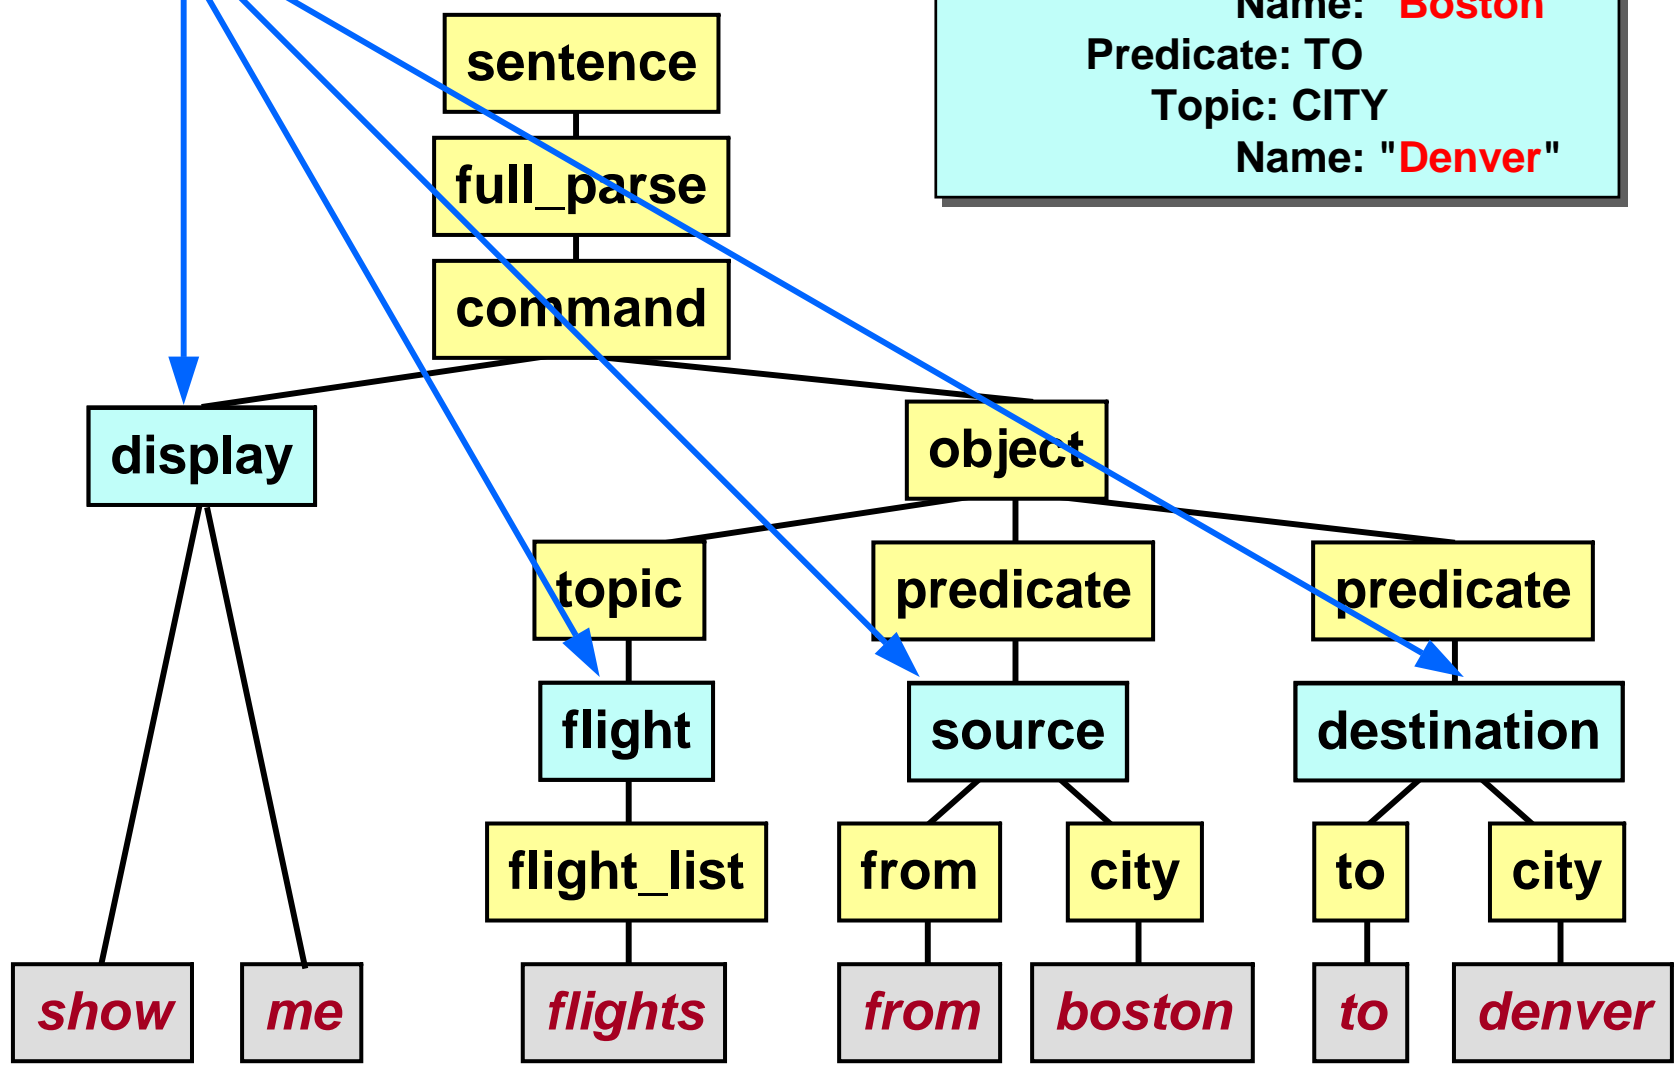 Name: "Boston"
Predicate: TO
Topic: CITY
Name: "Denver"
sentence
full_parse
command
display
object
topic
predicate
predicate
flight
source
destination
flight_list
from
city
to
city
show
me
flights
from
boston
to
denver